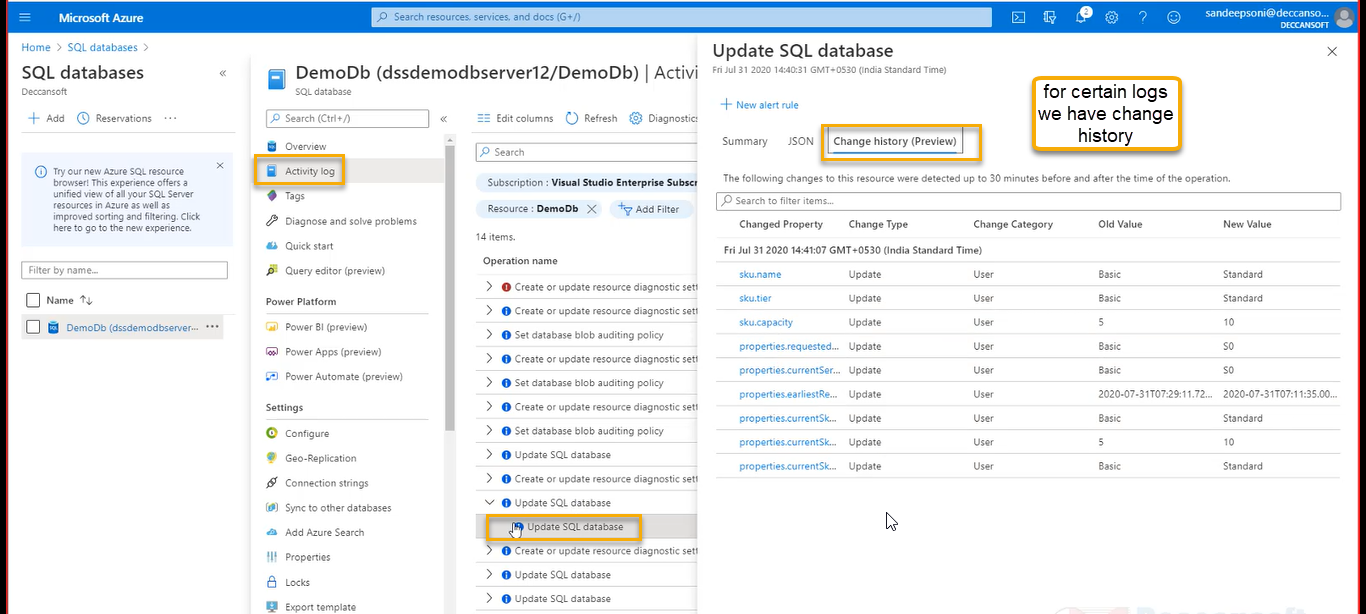 Microsoft Azure
Search resources, services, and docs (G+/)
2
sandeepsoni@deccanso...
DECCANSOFT
Home > SQL databases >
SQL databases
Deccansoft
«
+ Add
Reservations
...
Try our new Azure SQL resource
browser! This experience offers a
unified view of all your SQL Server
resources in Azure as well as
improved sorting and filtering. Click
here to go to the new experience.
Filter by name...
Name ↑↓
DemoDb (dssdemodbserver... ...
DemoDb (dssdemodbserver12/DemoDb) | Activi
SQL database
Search (Ctrl+/)
«
Overview
Activity log
Tags
Diagnose and solve problems
Quick start
Query editor (preview)
Power Platform
Power BI (preview)
Power Apps (preview)
Power Automate (preview)
Settings
Configure
Geo-Replication
Connection strings
Sync to other databases
Add Azure Search
Properties
Locks
Export template
Edit columns
Refresh
Diagnostics
Search
Subscription : Visual Studio Enterprise Subscr
Resource : DemoDb
Add Filter
14 items.
Operation name
Create or update resource diagnostic sett
Create or update resource diagnostic sett
Set database blob auditing policy
Create or update resource diagnostic sett
Set database blob auditing policy
Create or update resource diagnostic sett
Set database blob auditing policy
Update SQL database
Create or update resource diagnostic sett
Update SQL database
Update SQL database
Create or update resource diagnostic sett
Update SQL database
Update SQL database
Update SQL database
Fri Jul 31 2020 14:40:31 GMT+0530 (India Standard Time)
+ New alert rule
for certain logs
we have change
history
Summary
JSON
Change history (Preview)
The following changes to this resource were detected up to 30 minutes before and after the time of the operation.
Search to filter items...
Changed Property Change Type Change Category Old Value New Value
Fri Jul 31 2020 14:41:07 GMT+0530 (India Standard Time)
sku.name Update User Basic Standard
sku.tier Update User Basic Standard
sku.capacity Update User 5 10
properties.requested... Update User Basic S0
properties.currentSer... Update User Basic S0
properties.earliestRe... Update User 2020-07-31T07:29:11.72... 2020-07-31T07:11:35.00...
properties.currentSk... Update User Basic Standard
properties.currentSk... Update User 5 10
properties.currentSk... Update User Basic Standard